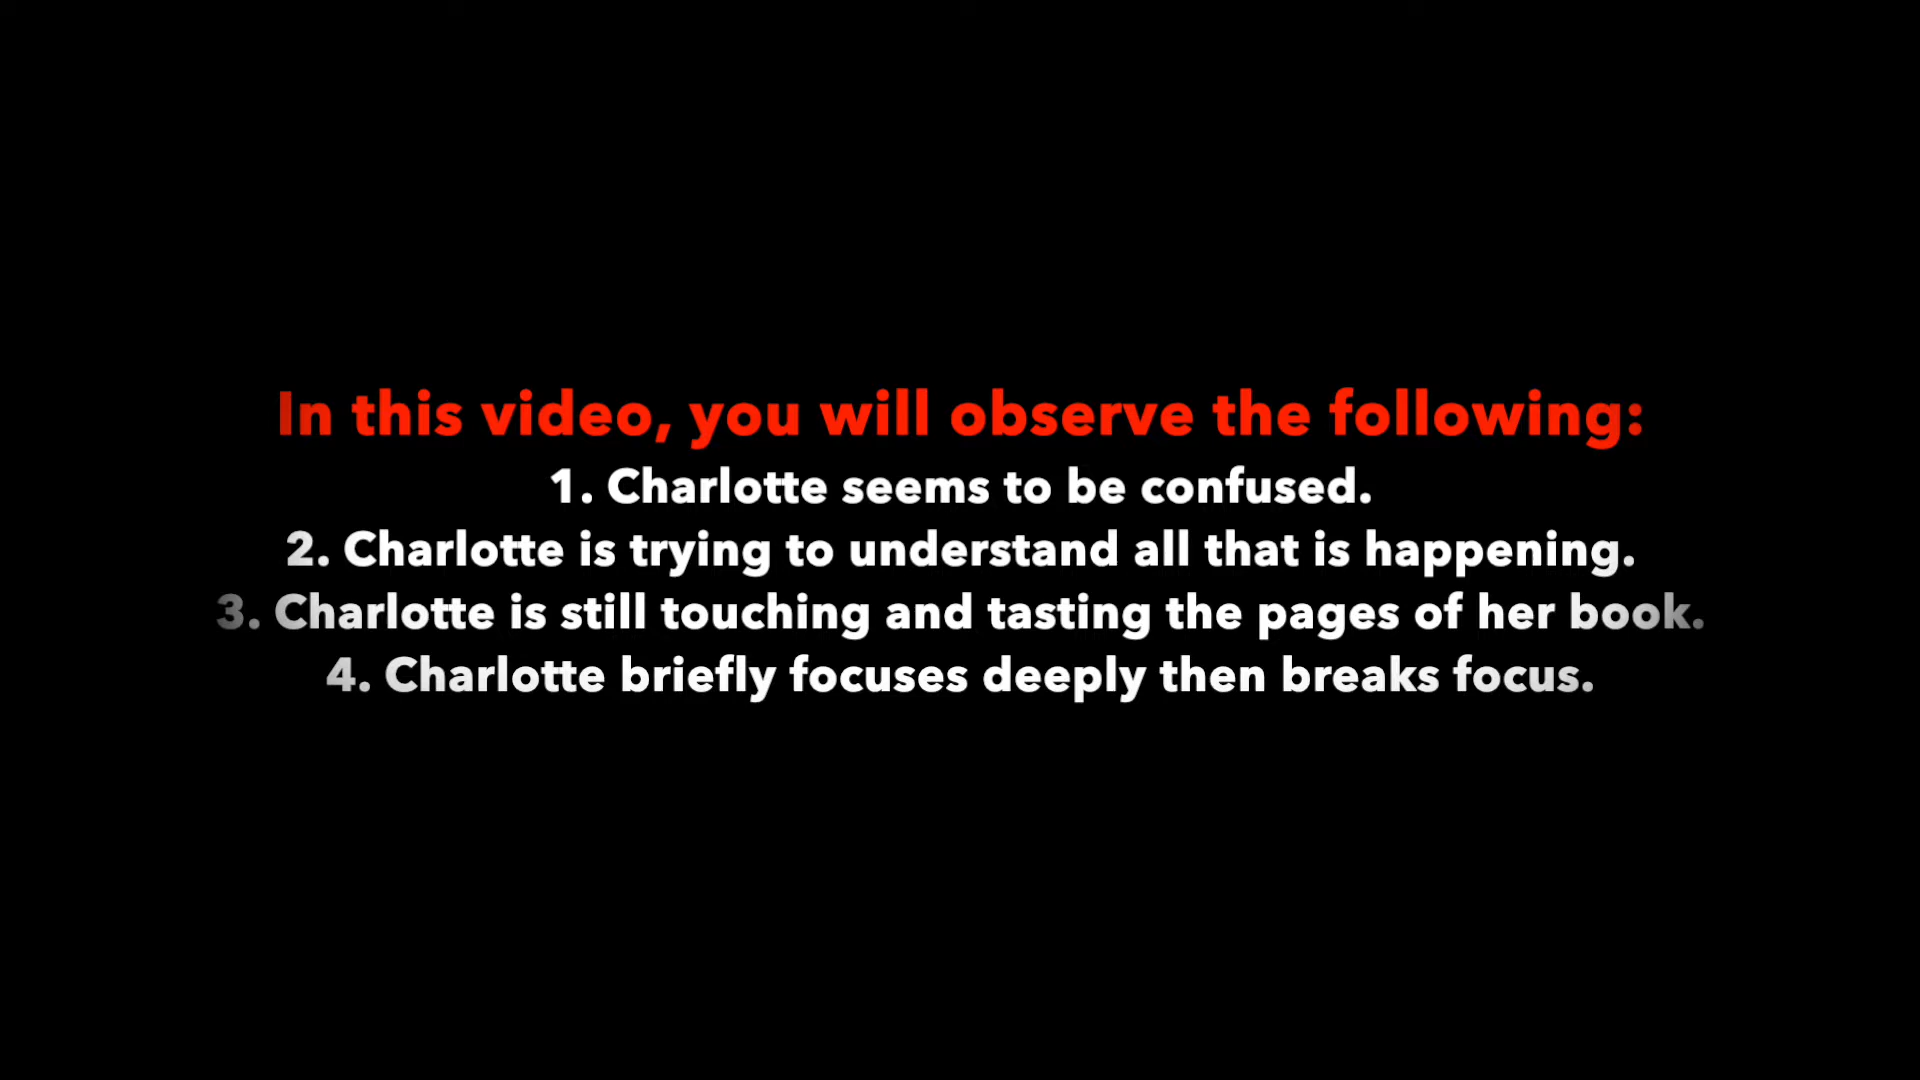 In this video, you will observe the following:
1. Charlotte seems to be confused.
2. Charlotte is trying to understand all that is happening.
3. Charlotte is still touching and tasting the pages of her book.
4. Charlotte briefly focuses deeply then breaks focus.